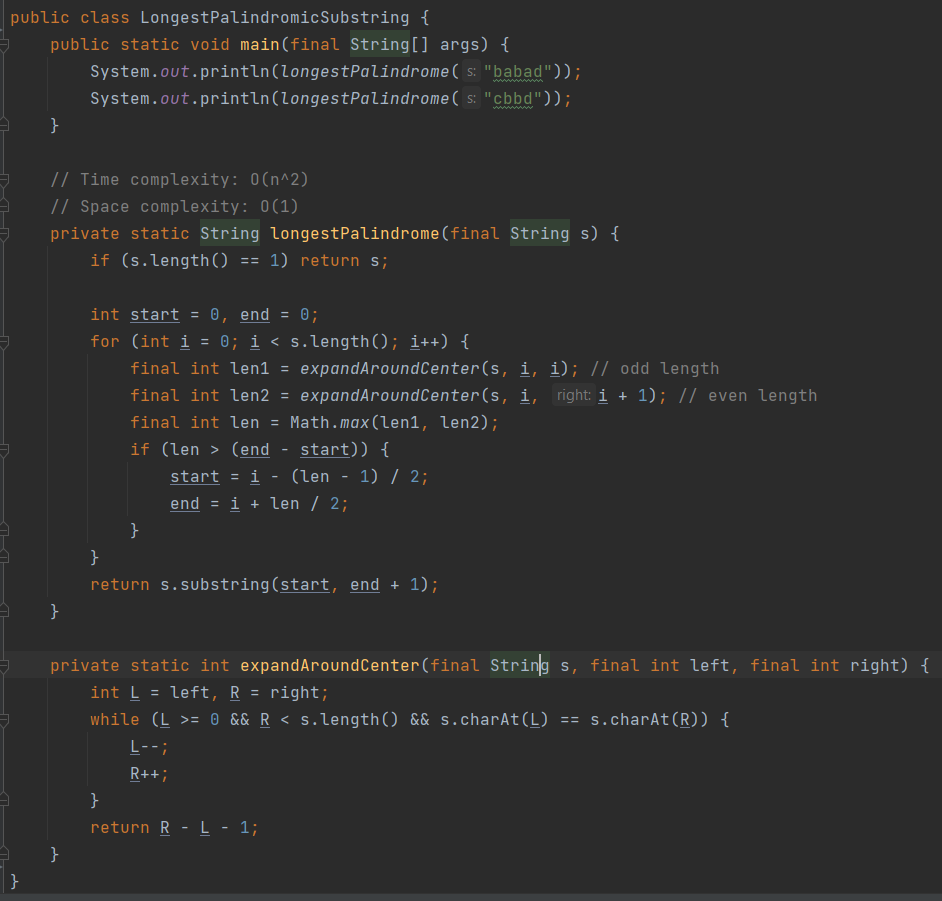 public class LongestPalindromicSubstring {
    public static void main(final String[] args) {
        System.out.println(longestPalindrome( s: "babad"));
        System.out.println(longestPalindrome( s: "cbbd"));
    }

    // Time complexity: O(n^2)
    // Space complexity: O(1)
    private static String longestPalindrome(final String s) {
        if (s.length() == 1) return s;

        int start = 0, end = 0;
        for (int i = 0; i < s.length(); i++) {
            final int len1 = expandAroundCenter(s, i, i); // odd length
            final int len2 = expandAroundCenter(s, i, right: i + 1); // even length
            final int len = Math.max(len1, len2);
            if (len > (end - start)) {
                start = i - (len - 1) / 2;
                end = i + len / 2;
            }
        }
        return s.substring(start, end + 1);
    }

    private static int expandAroundCenter(final String s, final int left, final int right) {
        int L = left, R = right;
        while (L >= 0 && R < s.length() && s.charAt(L) == s.charAt(R)) {
            L--;
            R++;
        }
        return R - L - 1;
    }
}